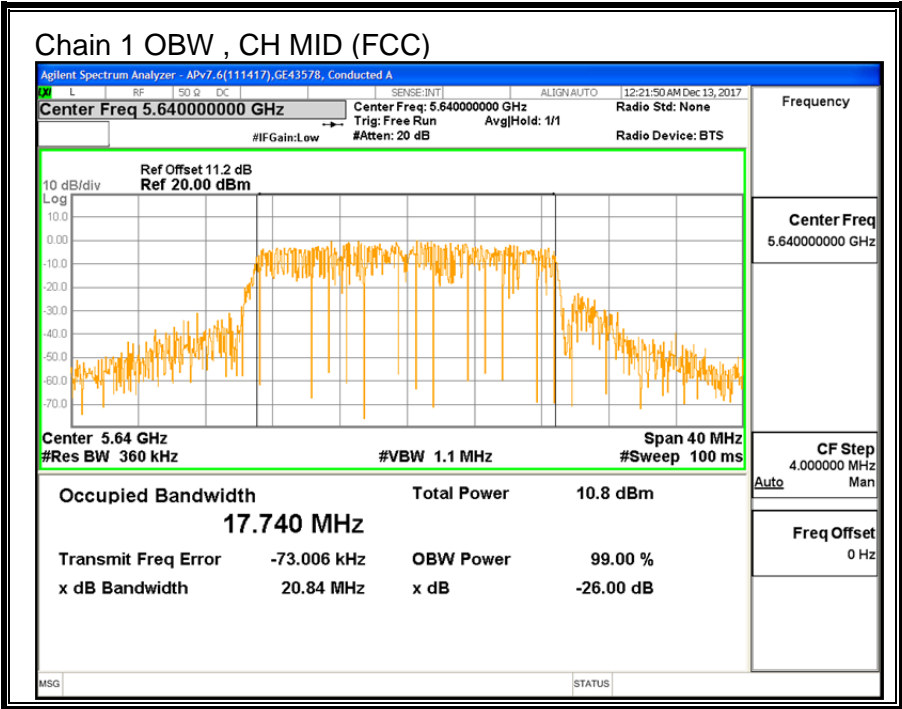 Chain 1 OBW , CH MID (FCC)
Agilent Spectrum Analyzer - APv7.6(111417),GE43578, Conducted A
LXI L RF 50 Ω DC SENSE:INT ALIGN AUTO 12:21:50 AM Dec 13, 2017
Center Freq 5.640000000 GHz
Center Freq: 5.640000000 GHz
Radio Std: None
Trig: Free Run Avg|Hold: 1/1
#IFGain:Low #Atten: 20 dB Radio Device: BTS
Ref Offset 11.2 dB
10 dB/div Ref 20.00 dBm
Log
10.0
0.00
-10.0
-20.0
-30.0
-40.0
-50.0
-60.0
-70.0
Center 5.64 GHz Span 40 MHz
#Res BW 360 kHz #VBW 1.1 MHz #Sweep 100 ms
Occupied Bandwidth Total Power 10.8 dBm
17.740 MHz
Transmit Freq Error -73.006 kHz OBW Power 99.00 %
x dB Bandwidth 20.84 MHz x dB -26.00 dB
Frequency
Center Freq
5.640000000 GHz
CF Step
4.000000 MHz
Auto Man
Freq Offset
0 Hz
MSG STATUS